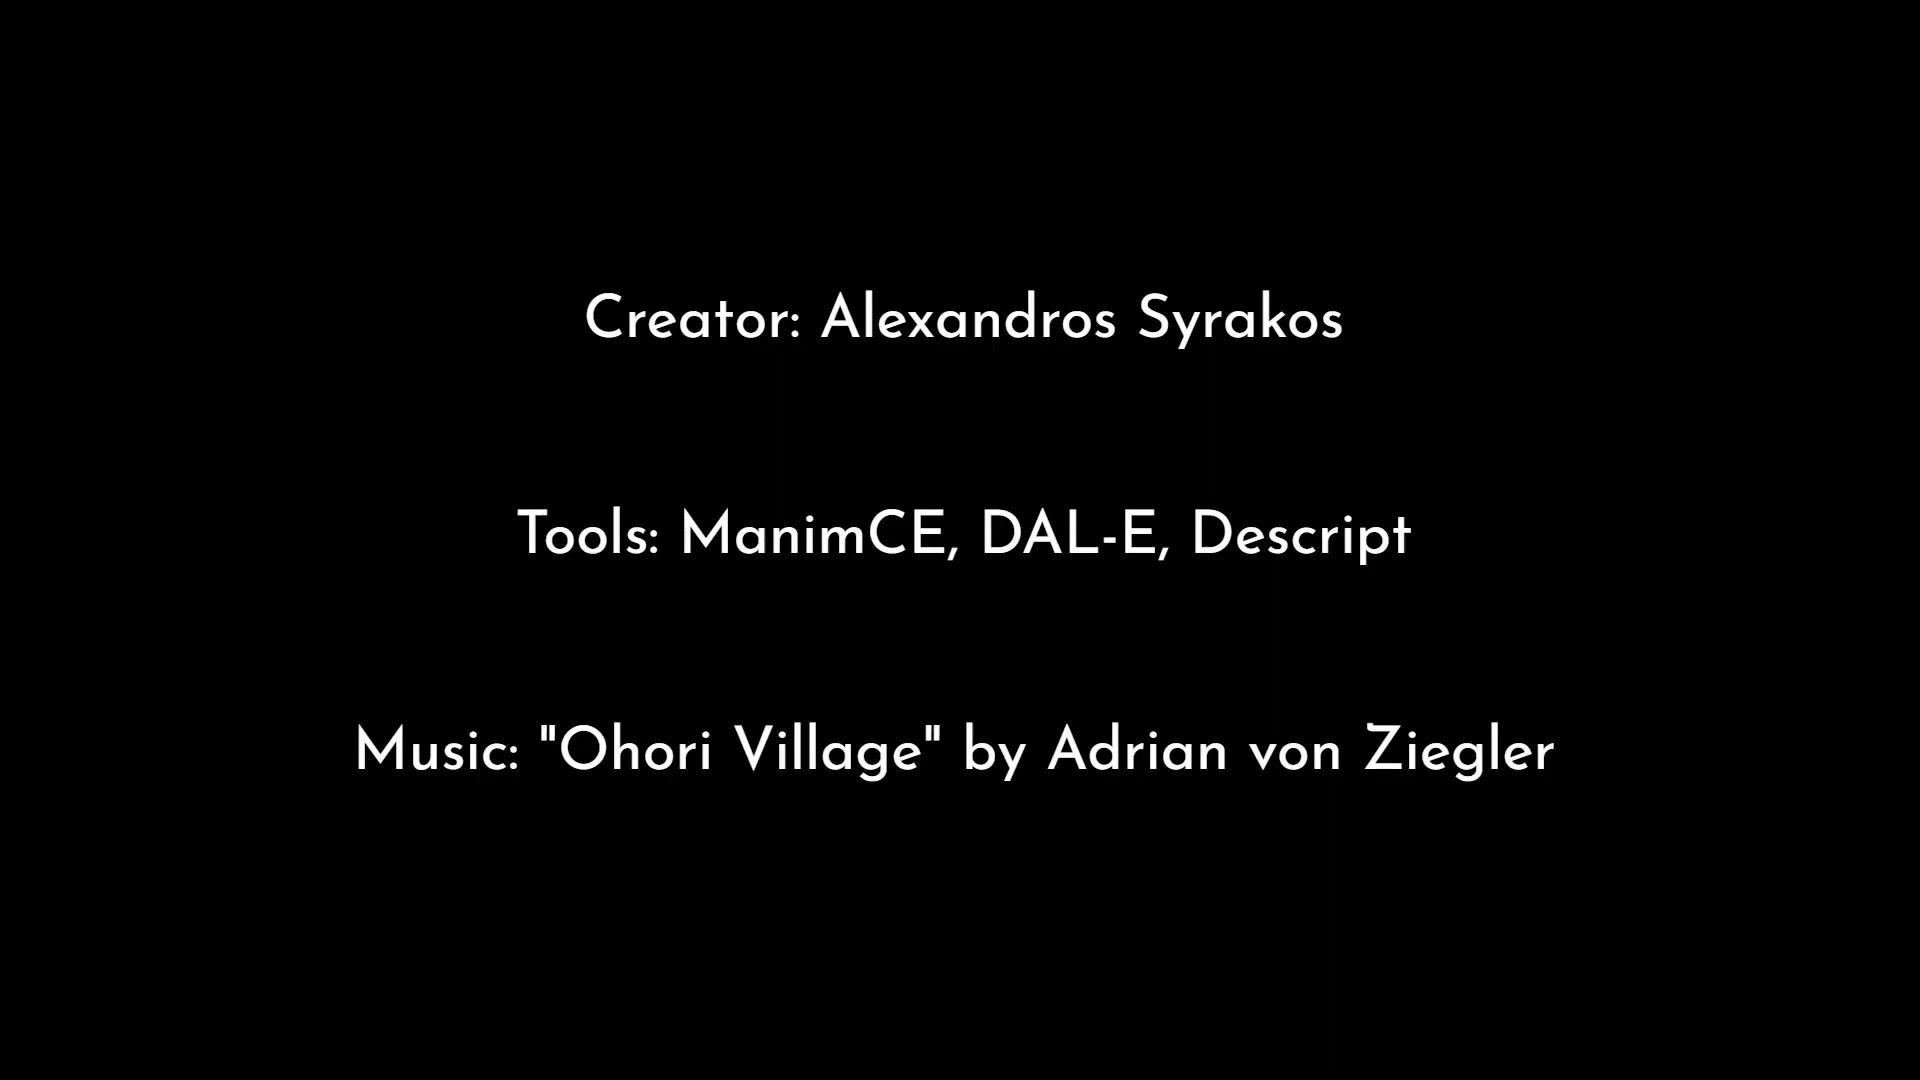 Creator: Alexandros Syrakos
Tools: ManimCE, DAL-E, Descript
Music: "Ohori Village" by Adrian von Ziegler